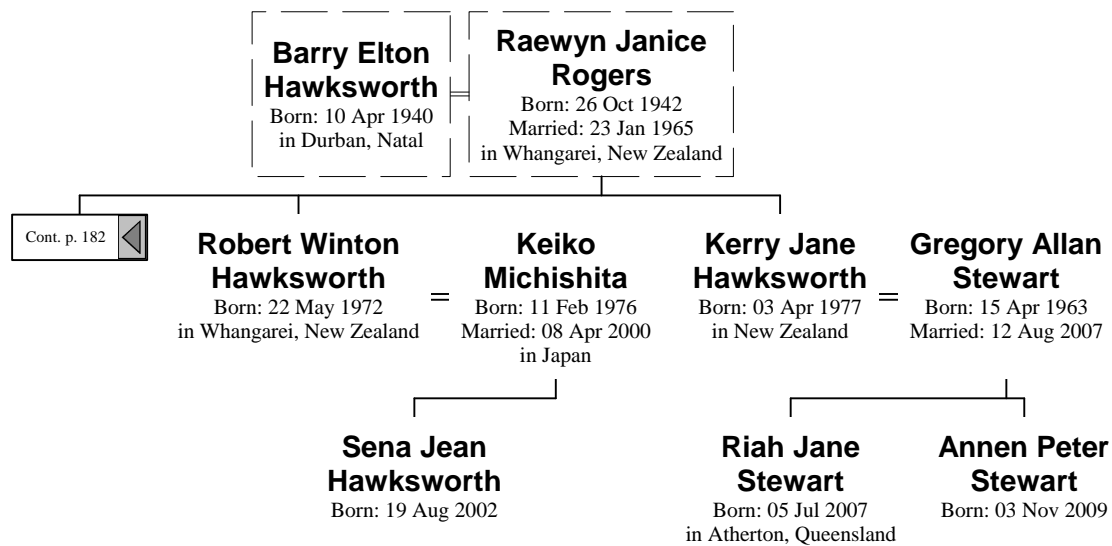 Barry Elton
Hawksworth
Born: 10 Apr 1940
in Durban, Natal
Raewyn Janice
Rogers
Born: 26 Oct 1942
Married: 23 Jan 1965
in Whangarei, New Zealand
Cont. p. 182
Robert Winton
Hawksworth
Born: 22 May 1972
in Whangarei, New Zealand
=
Keiko
Michishita
Born: 11 Feb 1976
Married: 08 Apr 2000
in Japan
Kerry Jane
Hawksworth
Born: 03 Apr 1977
in New Zealand
=
Gregory Allan
Stewart
Born: 15 Apr 1963
Married: 12 Aug 2007
Sena Jean
Hawksworth
Born: 19 Aug 2002
Riah Jane
Stewart
Born: 05 Jul 2007
in Atherton, Queensland
Annen Peter
Stewart
Born: 03 Nov 2009